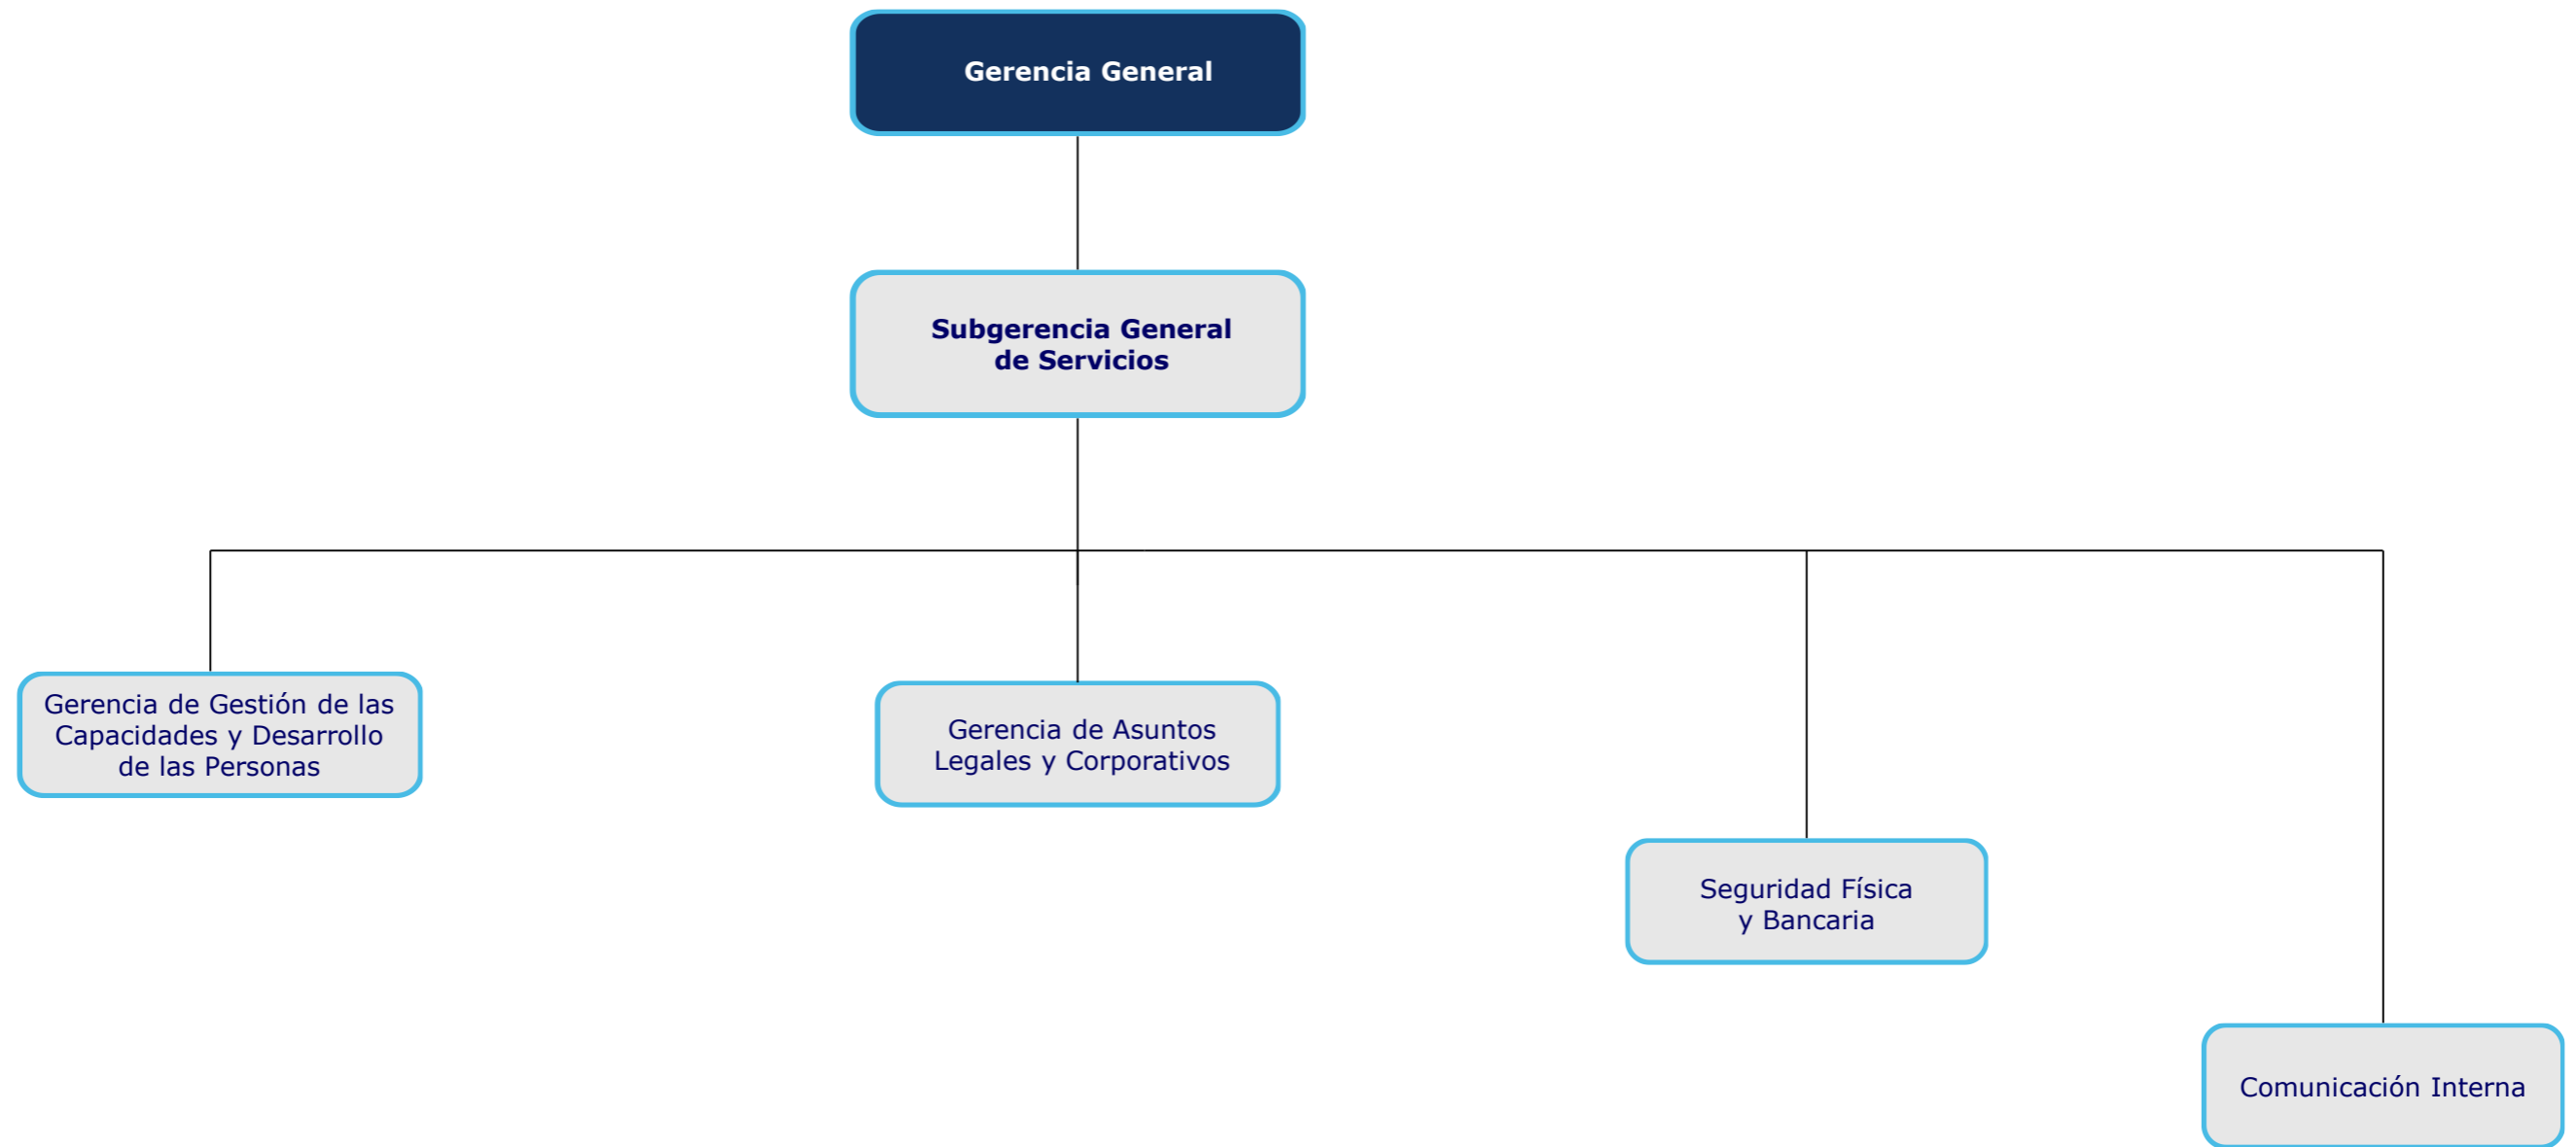 Gerencia General
Subgerencia General
de Servicios
Gerencia de Gestión de las
Capacidades y Desarrollo
de las Personas
Gerencia de Asuntos
Legales y Corporativos
Seguridad Física
y Bancaria
Comunicación Interna